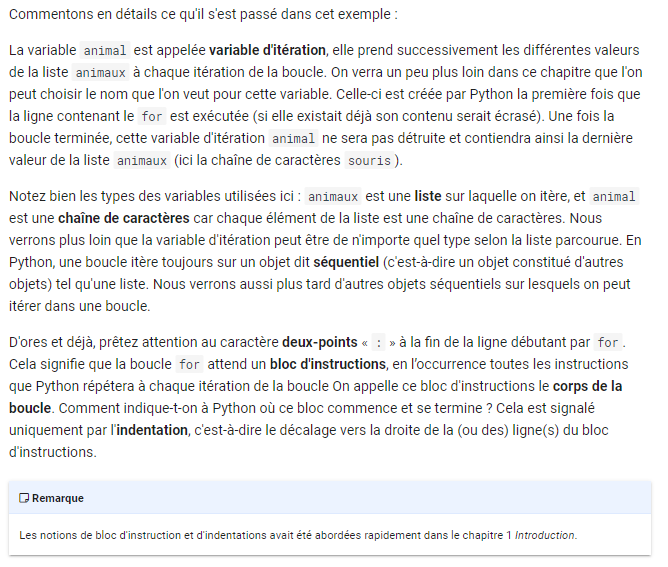 Commentons en détails ce qu'il s'est passé dans cet exemple :
La variable animal est appelée variable d'itération, elle prend successivement les différentes valeurs
de la liste animaux à chaque itération de la boucle. On verra un peu plus loin dans ce chapitre que l'on
peut choisir le nom que l'on veut pour cette variable. Celle-ci est créée par Python la première fois que
la ligne contenant le for est exécutée (si elle existait déjà son contenu serait écrasé). Une fois la
boucle terminée, cette variable d'itération animal ne sera pas détruite et contiendra ainsi la dernière
valeur de la liste animaux (ici la chaîne de caractères souris).
Notez bien les types des variables utilisées ici : animaux est une liste sur laquelle on itère, et animal
est une chaîne de caractères car chaque élément de la liste est une chaîne de caractères. Nous
verrons plus loin que la variable d'itération peut être de n'importe quel type selon la liste parcourue. En
Python, une boucle itère toujours sur un objet dit séquentiel (c'est-à-dire un objet constitué d'autres
objets) tel qu'une liste. Nous verrons aussi plus tard d'autres objets séquentiels sur lesquels on peut
itérer dans une boucle.
D'ores et déjà, prêtez attention au caractère deux-points « : » à la fin de la ligne débutant par for.
Cela signifie que la boucle for attend un bloc d'instructions, en l'occurrence toutes les instructions
que Python répétera à chaque itération de la boucle On appelle ce bloc d'instructions le corps de la
boucle. Comment indique-t-on à Python où ce bloc commence et se termine ? Cela est signalé
uniquement par l'indentation, c'est-à-dire le décalage vers la droite de la (ou des) ligne(s) du bloc
d'instructions.
Remarque
Les notions de bloc d'instruction et d'indentations avait été abordées rapidement dans le chapitre 1 Introduction.